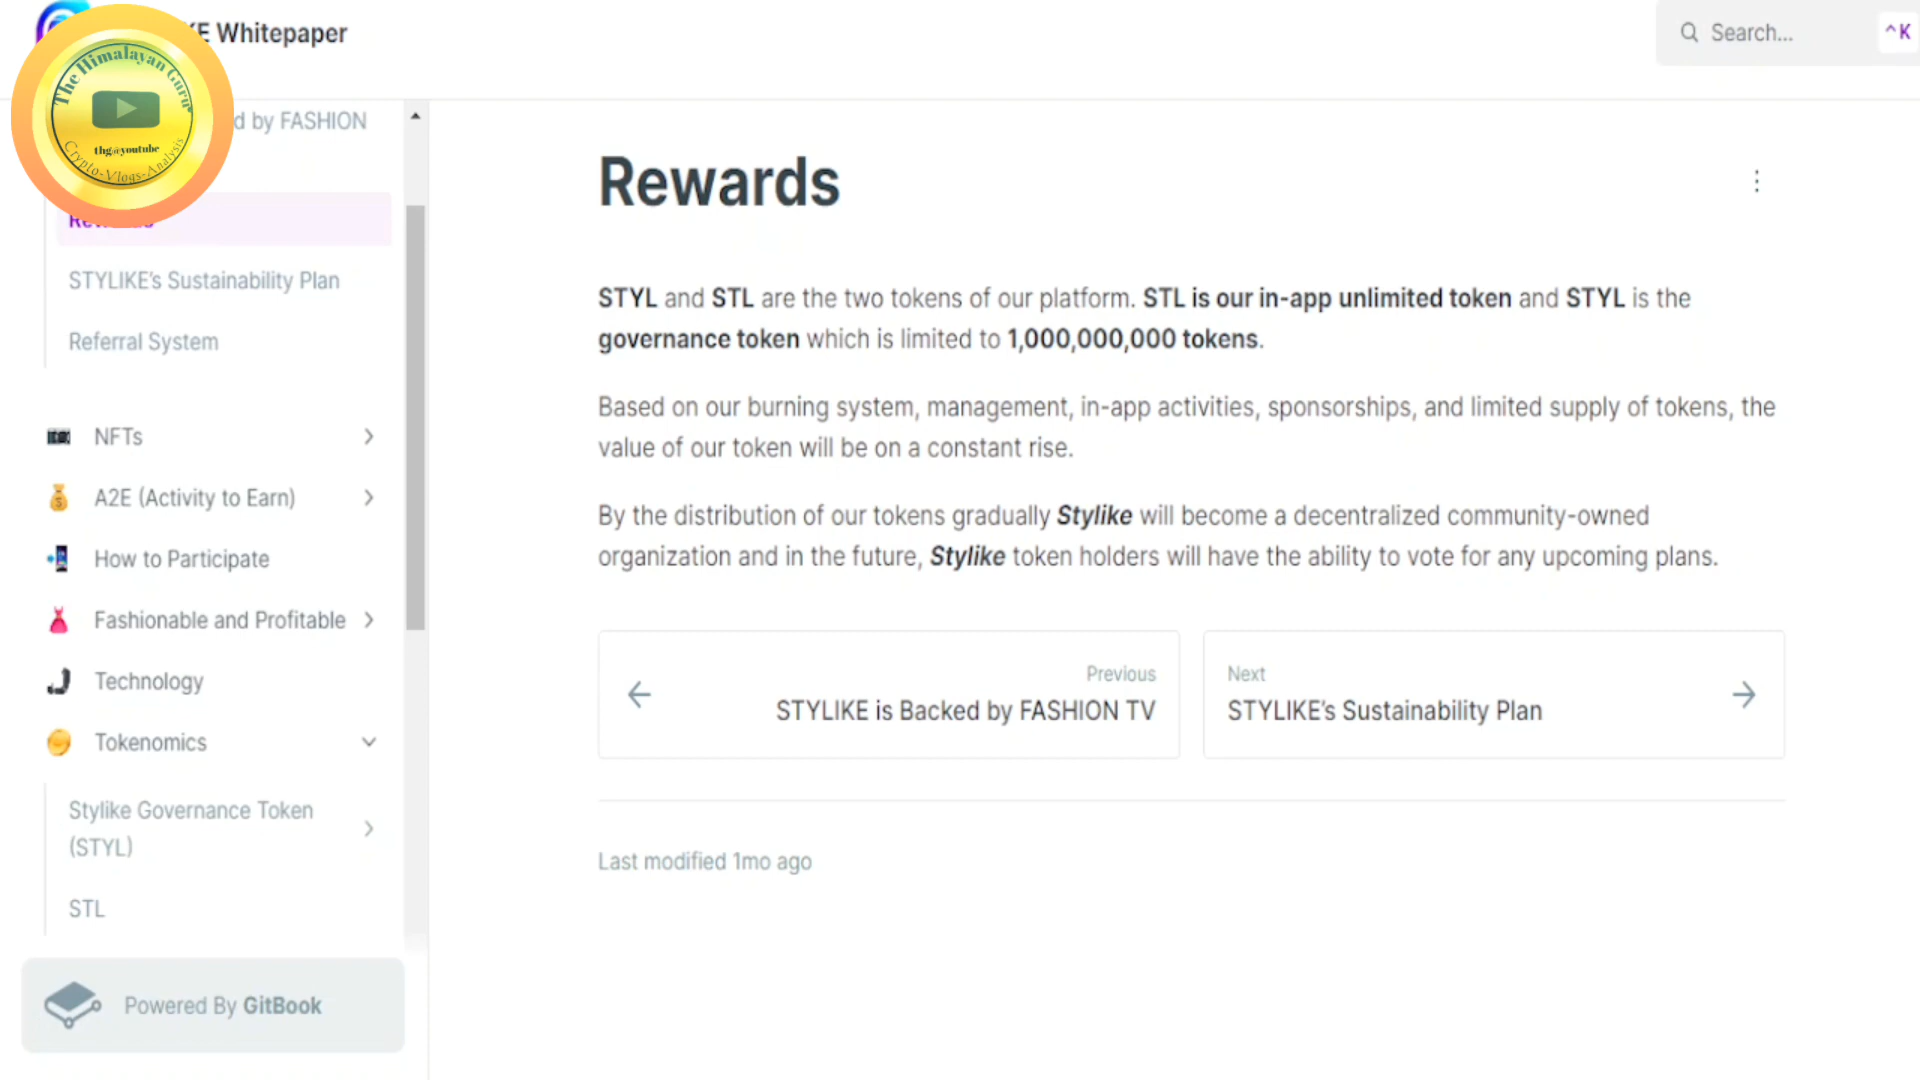 KE Whitepaper
Search...
^K
The Himalayan Guru
thg@youtube
Crypto-Vlogs-Analysis
d by FASHION
Rewards
STYLIKE's Sustainability Plan
Referral System
NFTs
A2E (Activity to Earn)
How to Participate
Fashionable and Profitable
Technology
Tokenomics
Stylike Governance Token
(STYL)
STL
Powered By GitBook
Rewards
STYL and STL are the two tokens of our platform. STL is our in-app unlimited token and STYL is the
governance token which is limited to 1,000,000,000 tokens.
Based on our burning system, management, in-app activities, sponsorships, and limited supply of tokens, the
value of our token will be on a constant rise.
By the distribution of our tokens gradually Stylike will become a decentralized community-owned
organization and in the future, Stylike token holders will have the ability to vote for any upcoming plans.
Previous
STYLIKE is Backed by FASHION TV
Next
STYLIKE's Sustainability Plan
Last modified 1mo ago